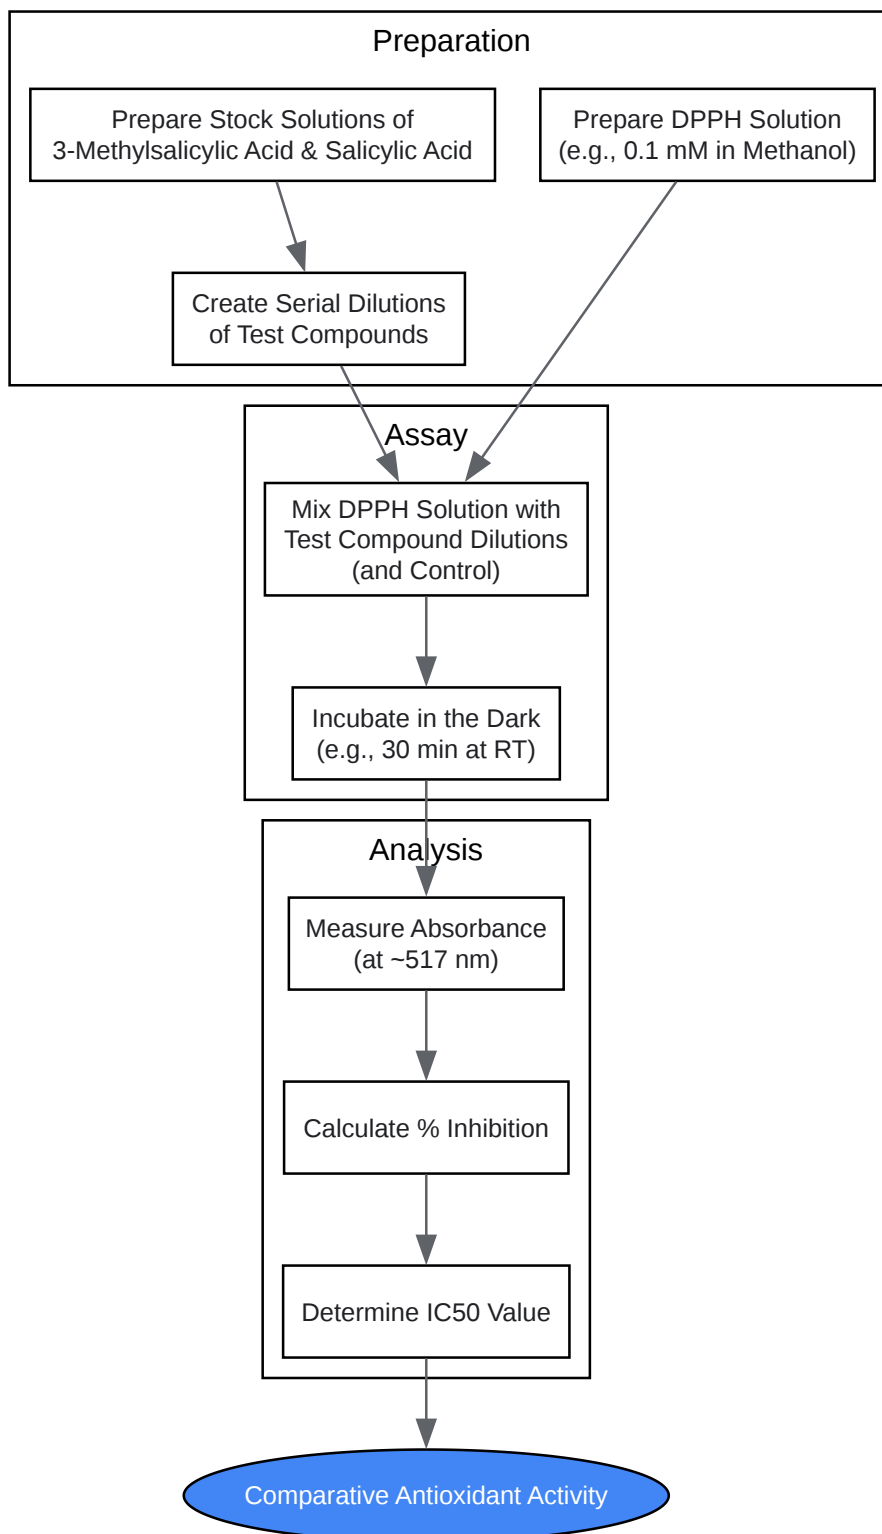 Preparation
Prepare Stock Solutions of
3-Methylsalicylic Acid & Salicylic Acid
Prepare DPPH Solution
(e.g., 0.1 mM in Methanol)
Create Serial Dilutions
of Test Compounds
Assay
Mix DPPH Solution with
Test Compound Dilutions
(and Control)
Incubate in the Dark
(e.g., 30 min at RT)
Analysis
Measure Absorbance
(at ~517 nm)
Calculate % Inhibition
Determine IC50 Value
Comparative Antioxidant Activity